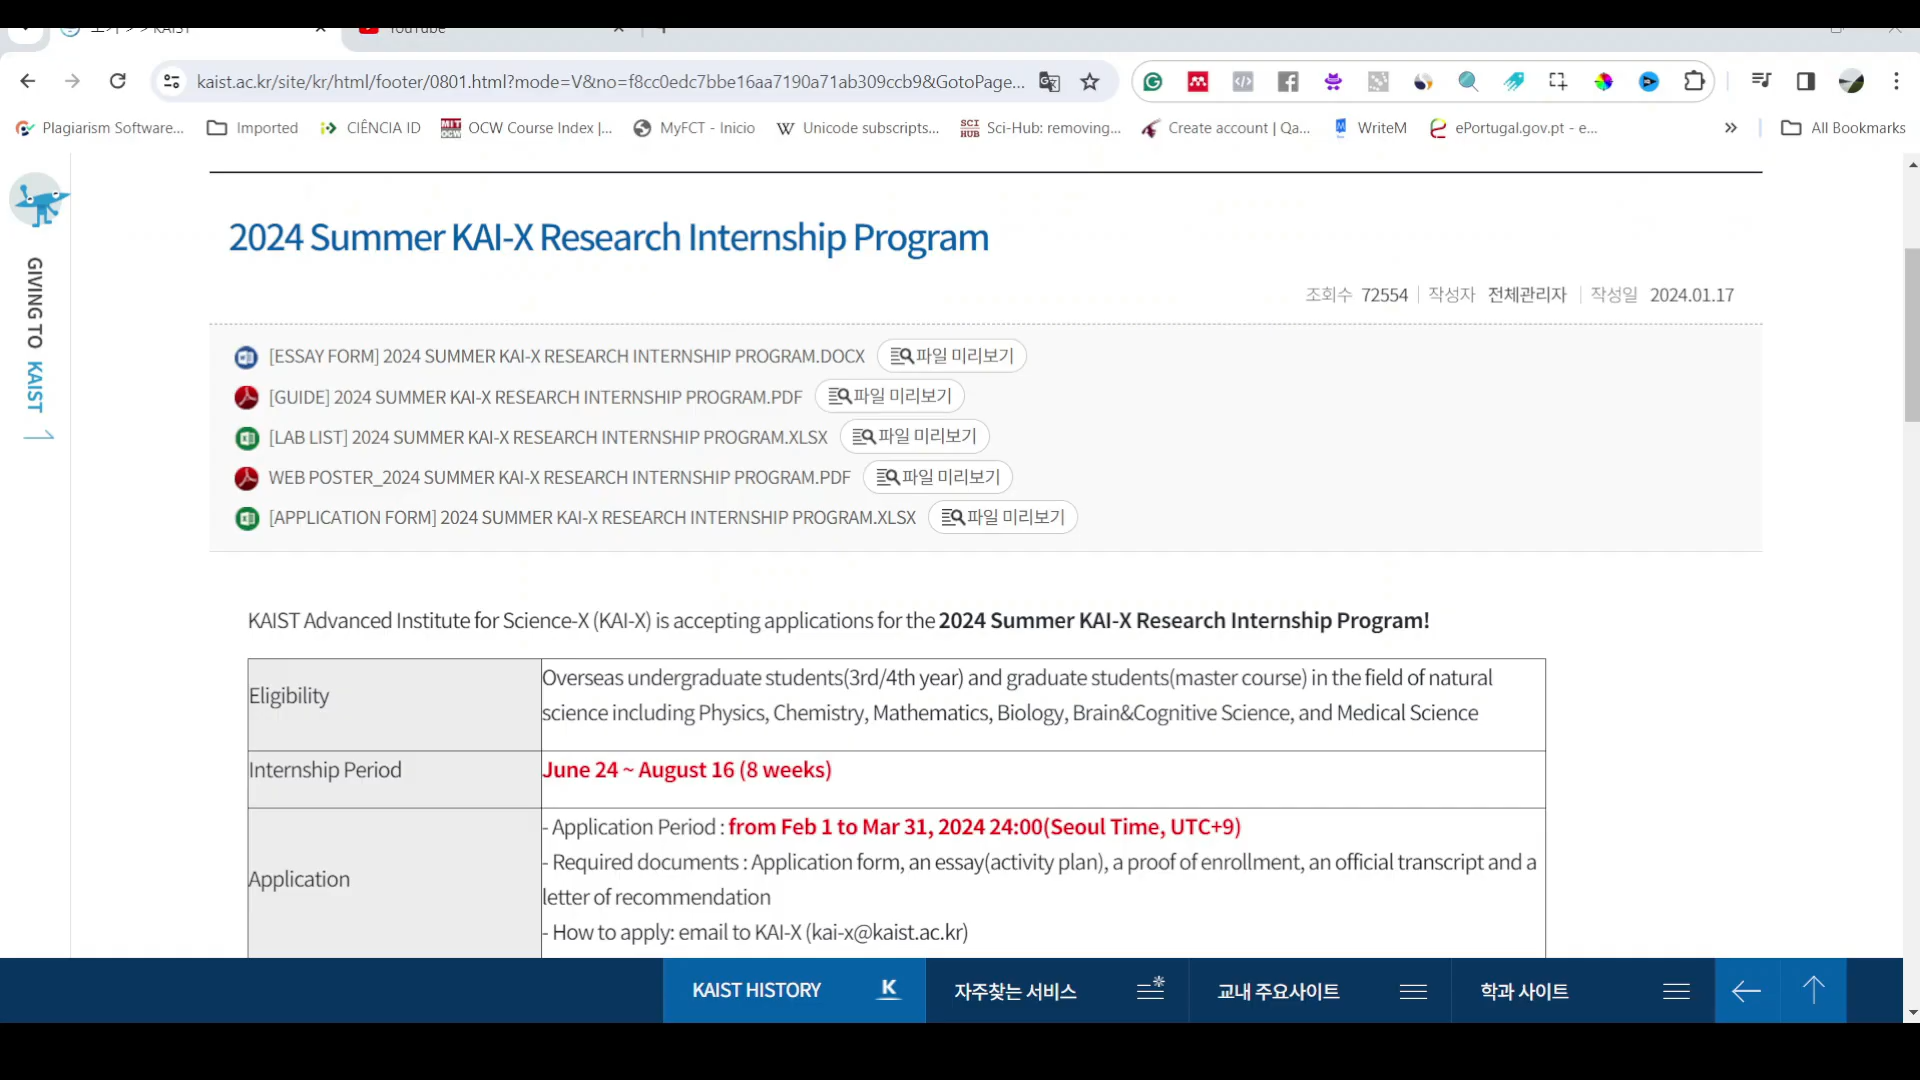 YouTube
kaist.ac.kr/site/kr/html/footer/0801.html?mode=V&no=f8cc0edc7bbe16aa7190a71ab309ccb9&GotoPage...
Plagiarism Software...
Imported
CIÊNCIA ID
MIT OCW
OCW Course Index |...
MyFCT - Inicio
Unicode subscripts...
SCI HUB
Sci-Hub: removing...
Create account | Qa...
WriteM
ePortugal.gov.pt - e...
All Bookmarks
GIVING TO KAIST
2024 Summer KAI-X Research Internship Program
조회수 72554 작성자 전체관리자 작성일 2024.01.17
[ESSAY FORM] 2024 SUMMER KAI-X RESEARCH INTERNSHIP PROGRAM.DOCX 파일 미리보기
[GUIDE] 2024 SUMMER KAI-X RESEARCH INTERNSHIP PROGRAM.PDF 파일 미리보기
[LAB LIST] 2024 SUMMER KAI-X RESEARCH INTERNSHIP PROGRAM.XLSX 파일 미리보기
WEB POSTER_2024 SUMMER KAI-X RESEARCH INTERNSHIP PROGRAM.PDF 파일 미리보기
[APPLICATION FORM] 2024 SUMMER KAI-X RESEARCH INTERNSHIP PROGRAM.XLSX 파일 미리보기
KAIST Advanced Institute for Science-X (KAI-X) is accepting applications for the 2024 Summer KAI-X Research Internship Program!
Eligibility
Overseas undergraduate students(3rd/4th year) and graduate students(master course) in the field of natural
science including Physics, Chemistry, Mathematics, Biology, Brain&Cognitive Science, and Medical Science
Internship Period
June 24 ~ August 16 (8 weeks)
Application
- Application Period : from Feb 1 to Mar 31, 2024 24:00(Seoul Time, UTC+9)
- Required documents : Application form, an essay(activity plan), a proof of enrollment, an official transcript and a
letter of recommendation
- How to apply: email to KAI-X (kai-x@kaist.ac.kr)
KAIST HISTORY K
자주찾는 서비스
교내 주요사이트
학과 사이트